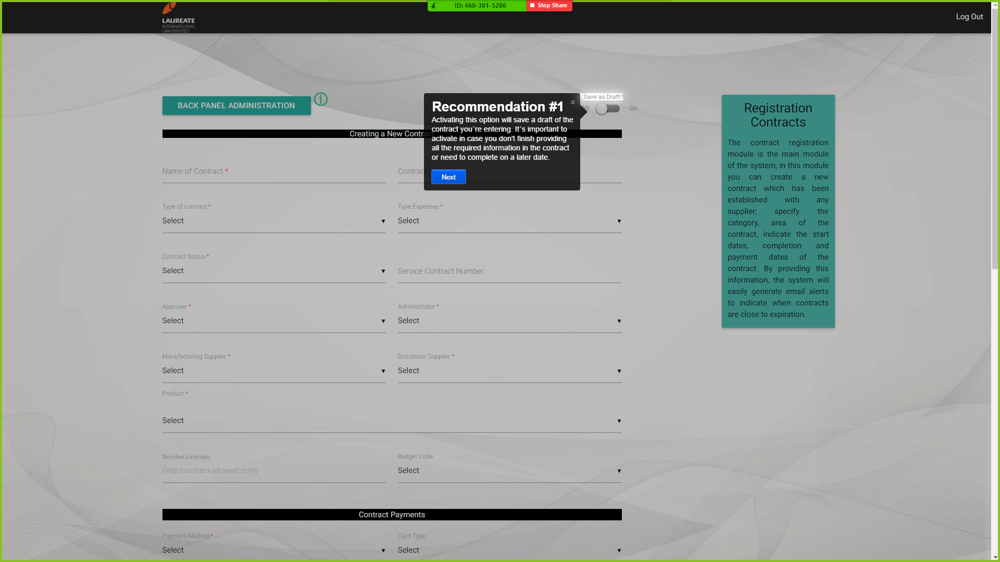 ID: 460-301-5206
Stop Share
LAUREATE
INTERNATIONAL
UNIVERSITIES
Log Out
BACK PANEL ADMINISTRATION
¿Save as Draft?
Off
On
Recommendation #1
x
Activating this option will save a draft of the
contract you´re entering. It´s important to
activate in case you don't finish providing
all the required information in the contract
or need to complete on a later date.
Next
Creating a New Contract
Name of Contract *
Contract
Type of contract *
Select
Type Expenses *
Select
Contract Status *
Select
Service Contract Number
Approver *
Select
Administrator *
Select
Manufacturing Supplier *
Select
Distributor Supplier *
Select
Product *
Select
Number Licenses
Only numbers allowed entry
Budget Code
Select
Contract Payments
Payment Method *
Select
Card Type
Select
Registration
Contracts
The contract registration
module is the main module
of the system, in this module
you can create a new
contract which has been
established with any
supplier; specify the
category, area of the
contract, indicate the start
dates, completion and
payment dates of the
contract. By providing this
information, the system will
easily generate email alerts
to indicate when contracts
are close to expiration.